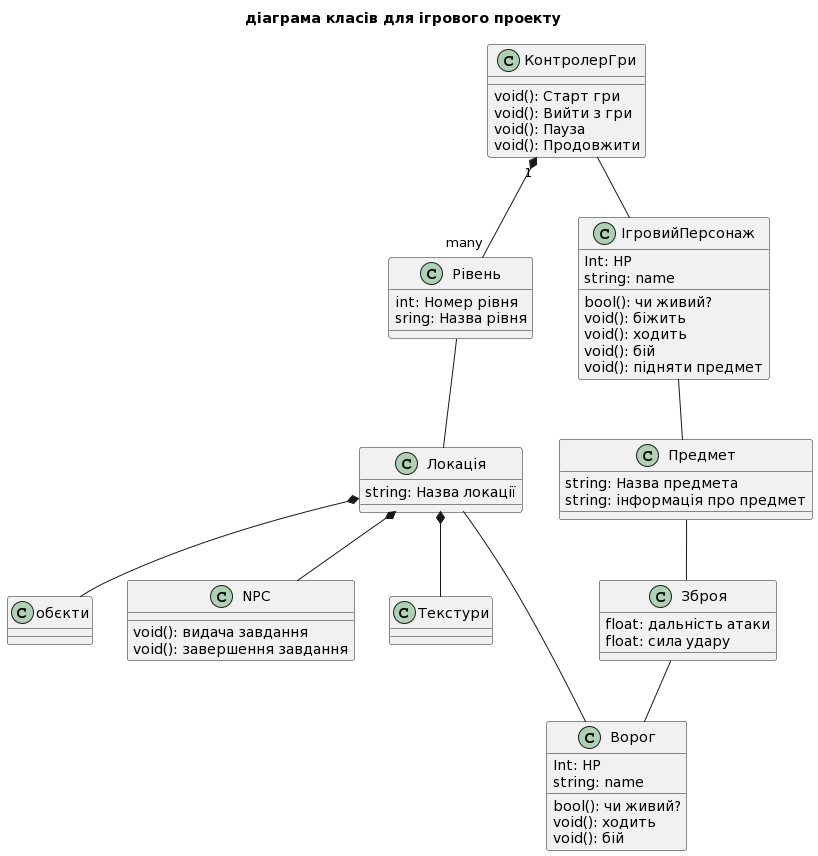 діаграма класів для ігрового проекту
C КонтролерГри
void(): Старт гри
void(): Вийти з гри
void(): Пауза
void(): Продовжити
1
many
C Рівень
int: Номер рівня
sring: Назва рівня
C ІгровийПерсонаж
Int: HP
string: name
bool(): чи живий?
void(): біжить
void(): ходить
void(): бій
void(): підняти предмет
C Локація
string: Назва локації
C Предмет
string: Назва предмета
string: інформація про предмет
C обєкти
C NPC
void(): видача завдання
void(): завершення завдання
C Текстури
C Зброя
float: дальність атаки
float: сила удару
C Ворог
Int: HP
string: name
bool(): чи живий?
void(): ходить
void(): бій